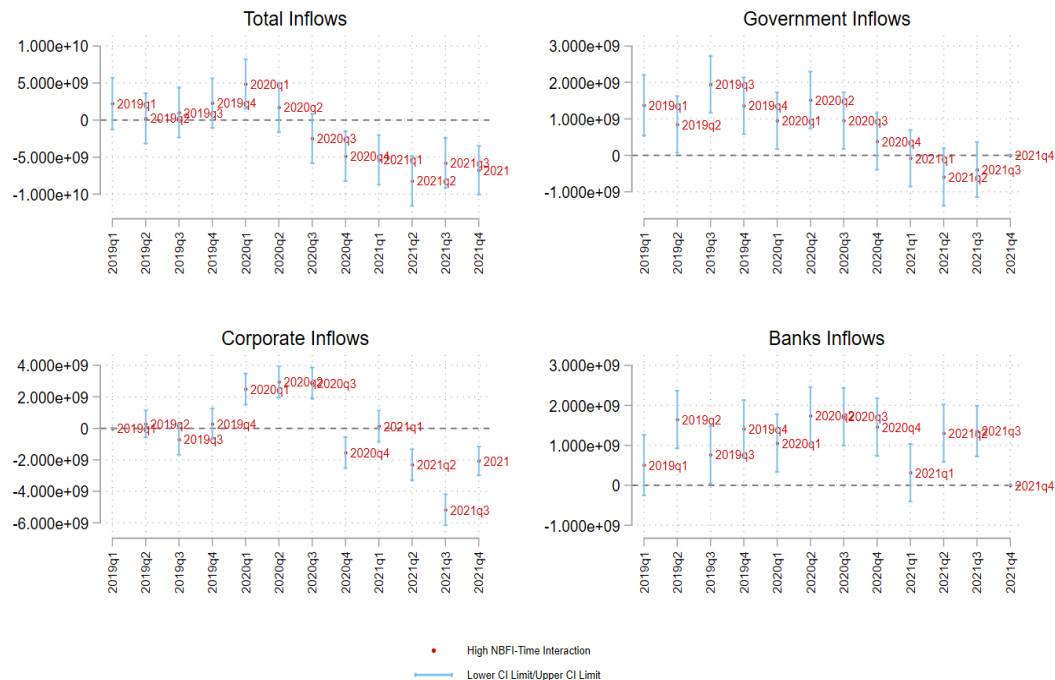 Total Inflows
1.000e+10
5.000e+09
0
-5.000e+09
-1.000e+10
2019q1
2019q2
2019q3
2019q4
2020q1
2020q2
2020q3
2020q4
2021q1
2021q2
2021q3
2021
2019q1
2019q2
2019q3
2019q4
2020q1
2020q2
2020q3
2020q4
2021q1
2021q2
2021q3
2021q4
Government Inflows
3.000e+09
2.000e+09
1.000e+09
0
-1.000e+09
2019q1
2019q2
2019q3
2019q4
2020q1
2020q2
2020q3
2020q4
2021q1
2021q2
2021q3
2021q4
2019q1
2019q2
2019q3
2019q4
2020q1
2020q2
2020q3
2020q4
2021q1
2021q2
2021q3
2021q4
Corporate Inflows
4.000e+09
2.000e+09
0
-2.000e+09
-4.000e+09
-6.000e+09
2019q1
2019q2
2019q3
2019q4
2020q1
2020q2
2020q3
2020q4
2021q1
2021q2
2021q3
2021
2019q1
2019q2
2019q3
2019q4
2020q1
2020q2
2020q3
2020q4
2021q1
2021q2
2021q3
2021q4
Banks Inflows
3.000e+09
2.000e+09
1.000e+09
0
-1.000e+09
2019q1
2019q2
2019q3
2019q4
2020q1
2020q2
2020q3
2020q4
2021q1
2021q2
2021q3
2021q4
2019q1
2019q2
2019q3
2019q4
2020q1
2020q2
2020q3
2020q4
2021q1
2021q2
2021q3
2021q4
High NBFI-Time Interaction
Lower CI Limit/Upper CI Limit